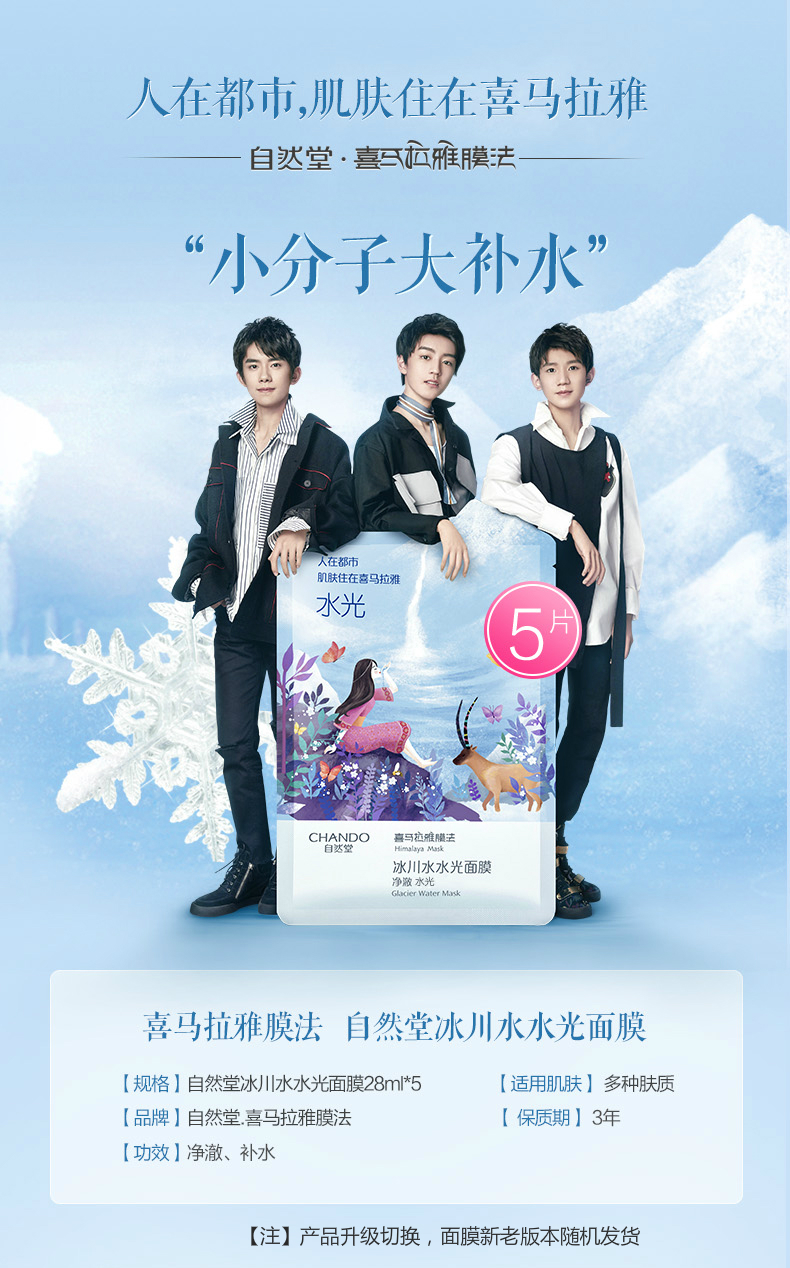 人在都市,肌肤住在喜马拉雅
自然堂·喜马拉雅膜法
“小分子大补水”
人在都市
肌肤住在喜马拉雅
水光
5片
CHANDO
自然堂
喜马拉雅膜法
Himalaya Mask
冰川水水光面膜
净澈 水光
Glacier Water Mask
喜马拉雅膜法 自然堂冰川水水光面膜
【规格】自然堂冰川水水光面膜28ml*5
【适用肌肤】多种肤质
【品牌】自然堂.喜马拉雅膜法
【保质期】3年
【功效】净澈、补水
【注】产品升级切换，面膜新老版本随机发货